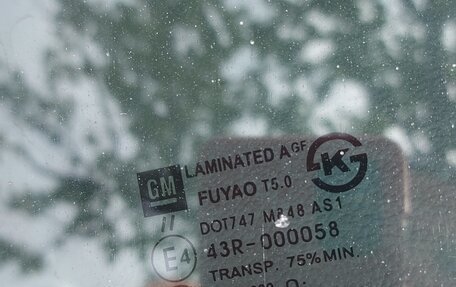 LAMINATED AGF
GM
K
FUYAO T5.0
DOT747 M848 AS1
E4
43R-000058
TRANSP. 75% MIN.